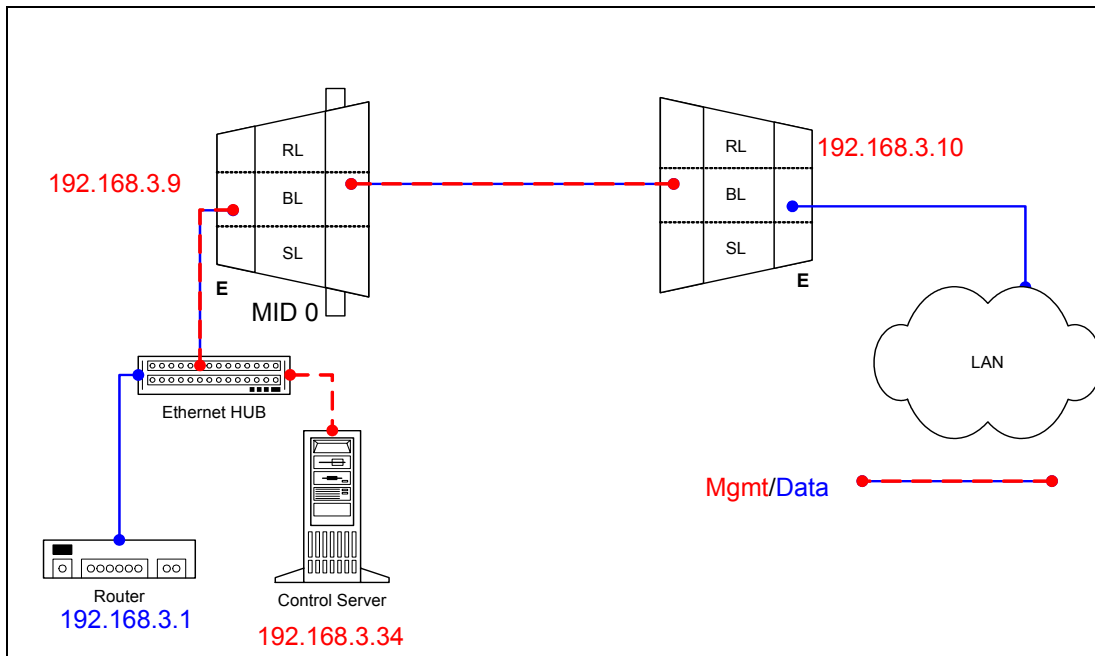 RL
RL
192.168.3.10
192.168.3.9
BL
BL
SL
SL
E
E
MID 0
LAN
Ethernet HUB
Mgmt/Data
Router
Control Server
192.168.3.1
192.168.3.34